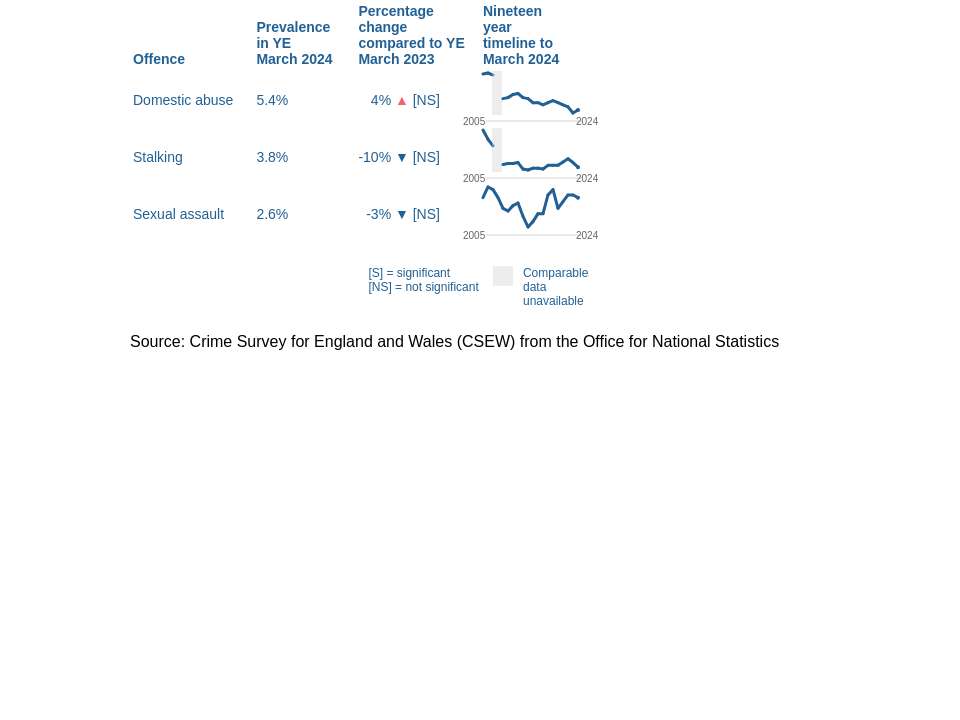 Offence
Prevalence
in YE
March 2024
Percentage
change
compared to YE
March 2023
Nineteen
year
timeline to
March 2024
Domestic abuse 5.4% 4% ▲ [NS]
2005 2024
Stalking 3.8% -10% ▼ [NS]
2005 2024
Sexual assault 2.6% -3% ▼ [NS]
2005 2024
[S] = significant
[NS] = not significant
Comparable
data
unavailable
Source: Crime Survey for England and Wales (CSEW) from the Office for National Statistics